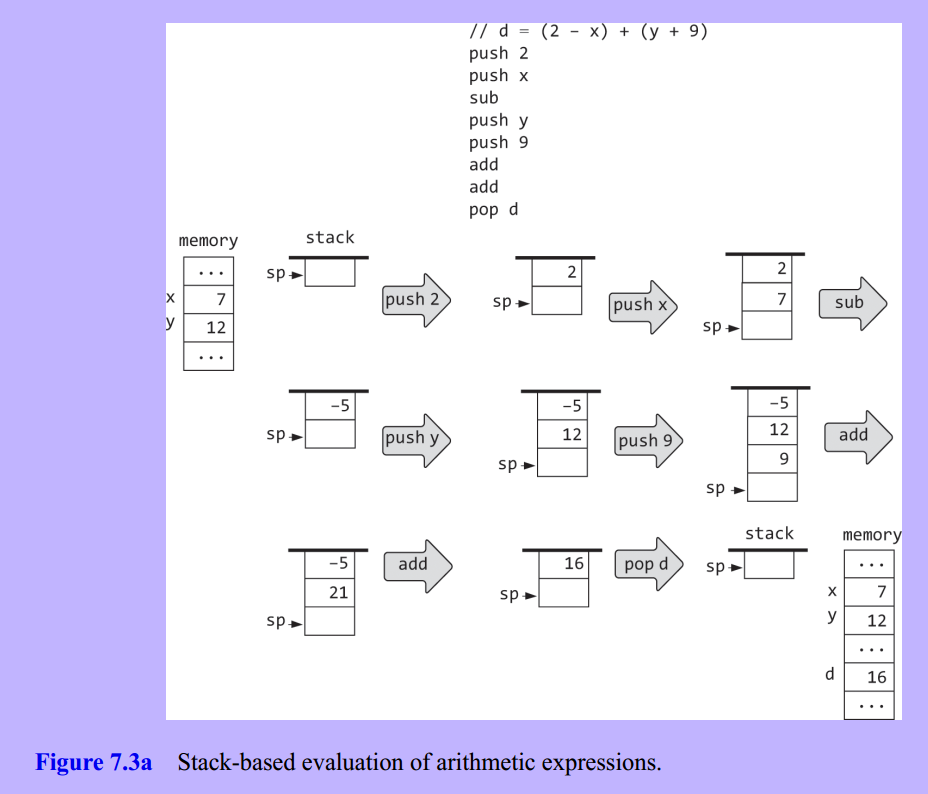 // d = (2 – x) + (y + 9)
push 2
push x
sub
push y
push 9
add
add
pop d
memory
stack
...
x 7
y 12
...
sp
push 2
2
sp
push x
2
7
sp
sub
–5
sp
push y
–5
12
sp
push 9
–5
12
9
sp
add
–5
21
sp
add
16
sp
pop d
stack
sp
memory
...
x 7
y 12
...
d 16
...
Figure 7.3a Stack-based evaluation of arithmetic expressions.